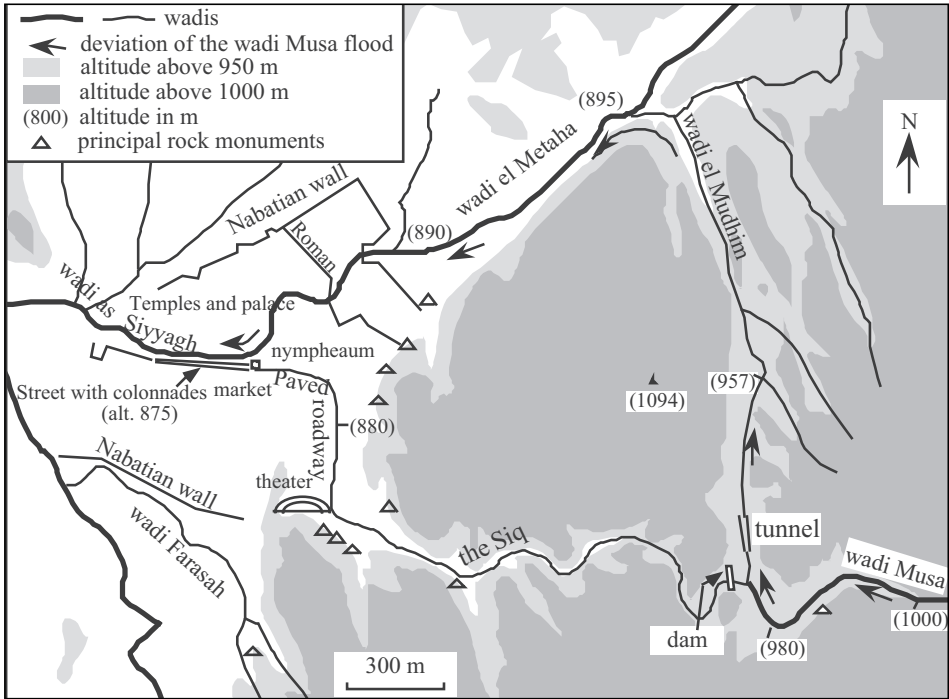 wadis
deviation of the wadi Musa flood
altitude above 950 m
altitude above 1000 m
(800) altitude in m
principal rock monuments
N
(895)
wadi el Metaha
wadi el Mudhim
Nabatian wall
Roman
(890)
wadi as Siyyagh
Temples and palace
nympheaum
Street with colonnades
(alt. 875)
market
Paved roadway
(880)
(957)
(1094)
Nabatian wall
theater
wadi Farasah
the Siq
tunnel
wadi Musa
dam
(980)
(1000)
300 m